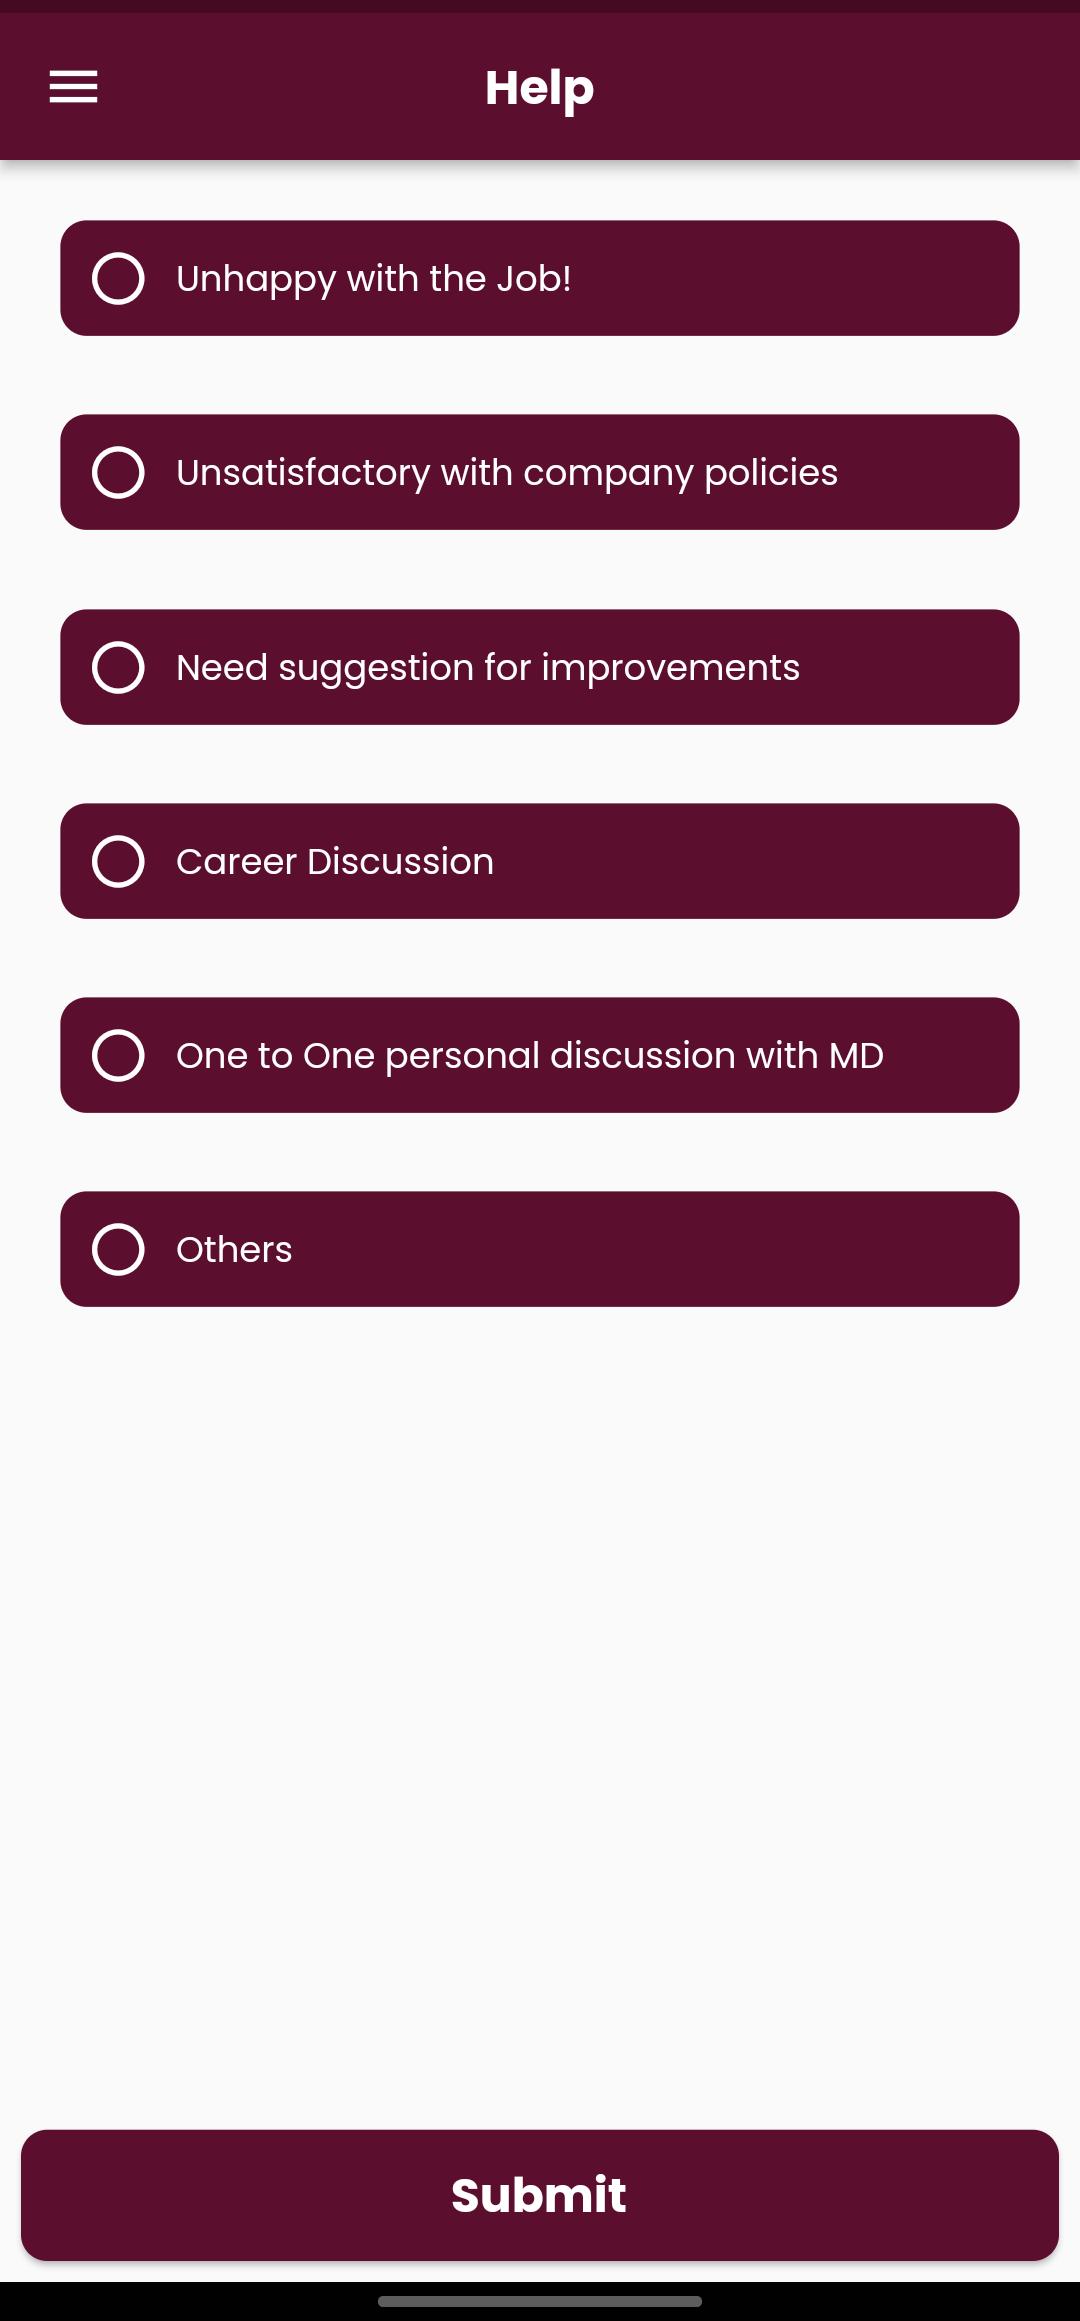 Help
Unhappy with the Job!
Unsatisfactory with company policies
Need suggestion for improvements
Career Discussion
One to One personal discussion with MD
Others
Submit